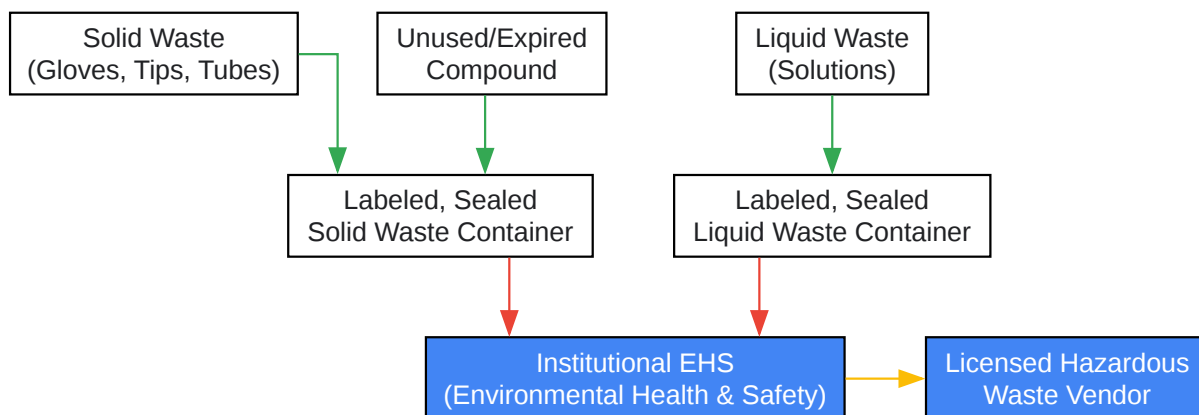 Solid Waste
(Gloves, Tips, Tubes)
Unused/Expired
Compound
Liquid Waste
(Solutions)
Labeled, Sealed
Solid Waste Container
Labeled, Sealed
Liquid Waste Container
Institutional EHS
(Environmental Health & Safety)
Licensed Hazardous
Waste Vendor